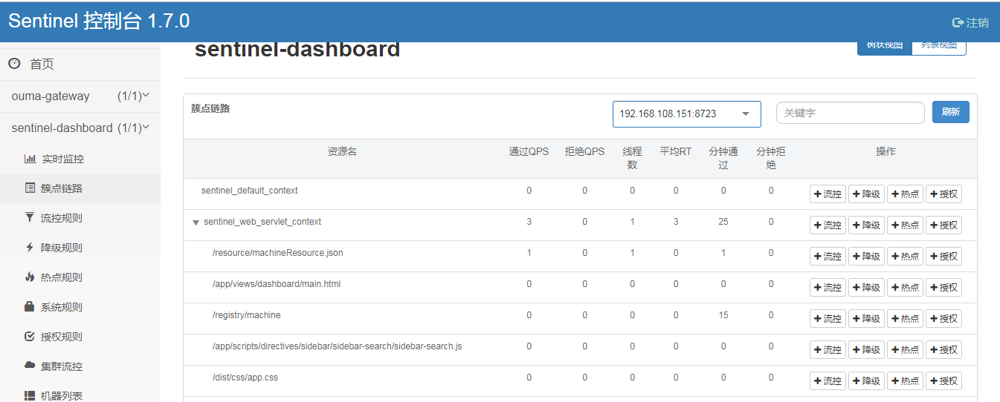 Sentinel 控制台 1.7.0
注销
首页
ouma-gateway (1/1)
sentinel-dashboard (1/1)
实时监控
簇点链路
流控规则
降级规则
热点规则
系统规则
授权规则
集群流控
机器列表
sentinel-dashboard
树状视图 列表视图
簇点链路 192.168.108.151:8723 关键字 刷新
资源名 通过QPS 拒绝QPS 线程数 平均RT 分钟通过 分钟拒绝 操作
sentinel_default_context 0 0 0 0 0 0 流控 降级 热点 授权
sentinel_web_servlet_context 3 0 1 3 25 0 流控 降级 热点 授权
/resource/machineResource.json 1 0 1 0 1 0 流控 降级 热点 授权
/app/views/dashboard/main.html 0 0 0 0 0 0 流控 降级 热点 授权
/registry/machine 0 0 0 0 15 0 流控 降级 热点 授权
/app/scripts/directives/sidebar/sidebar-search/sidebar-search.js 0 0 0 0 0 0 流控 降级 热点 授权
/dist/css/app.css 0 0 0 0 0 0 流控 降级 热点 授权